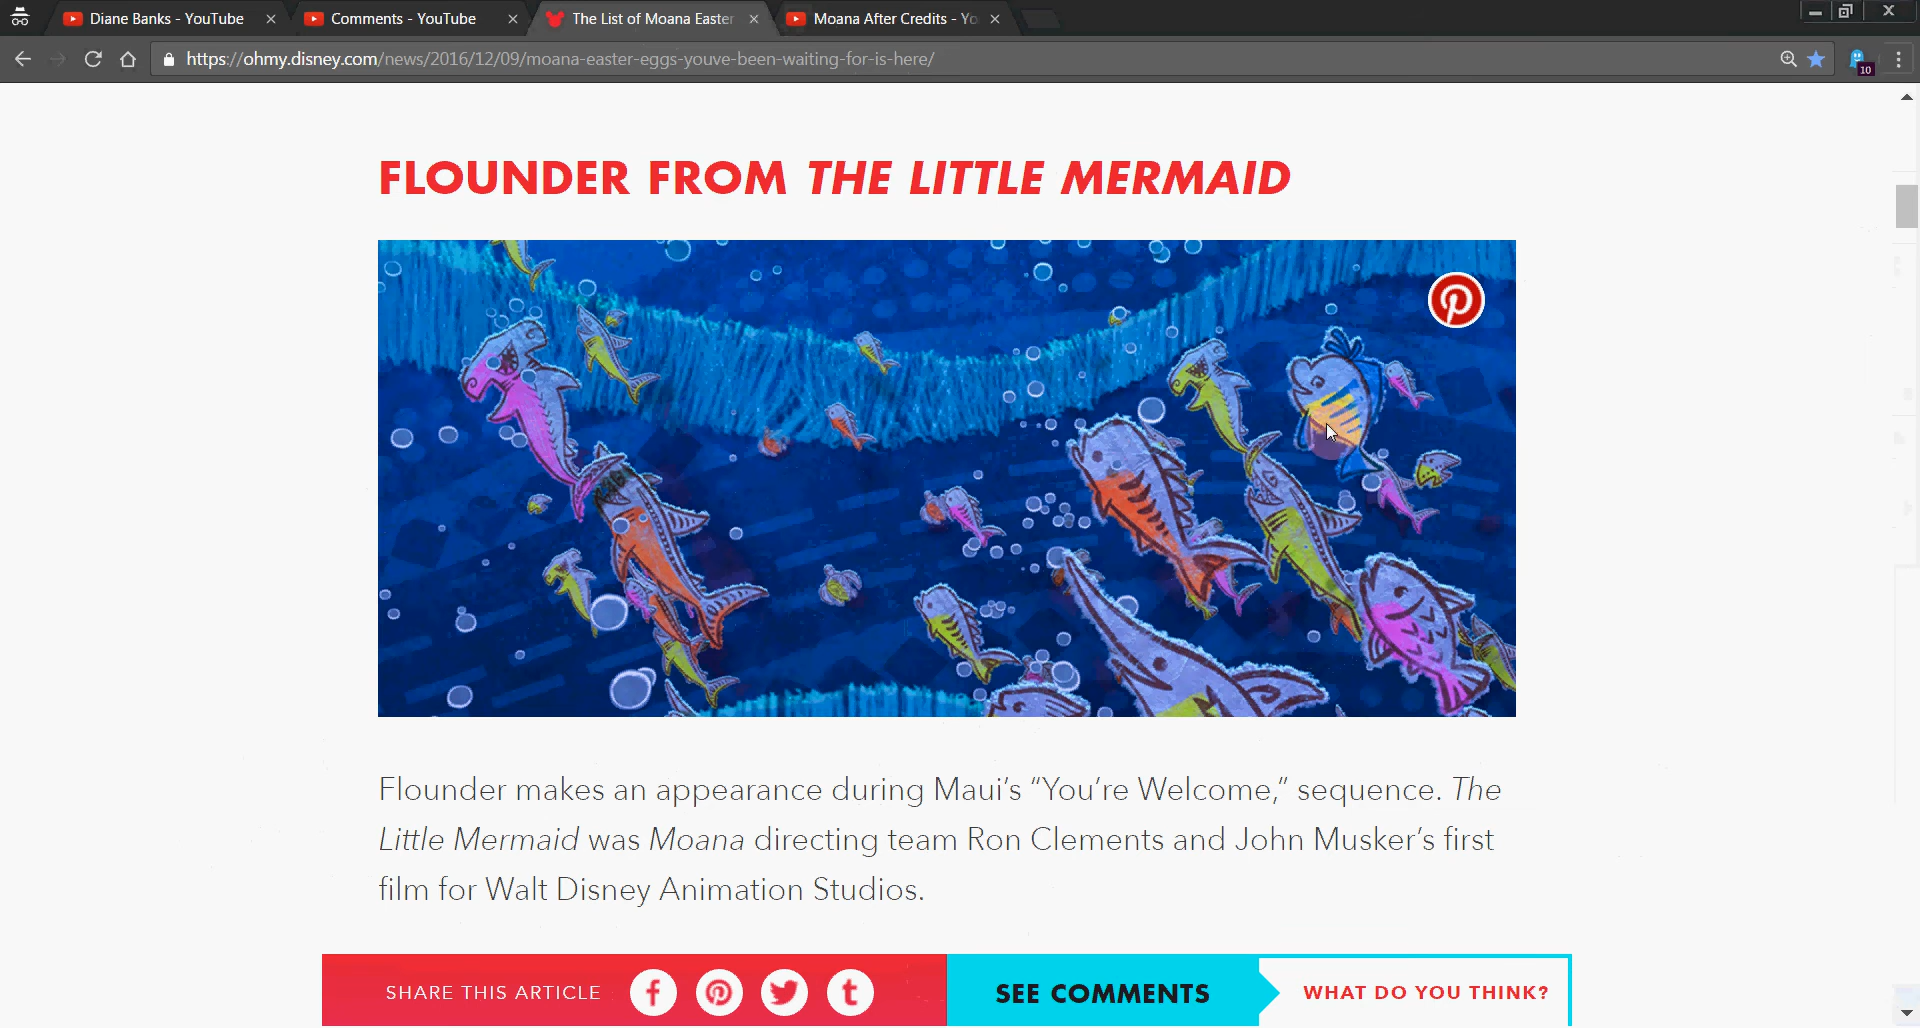 Diane Banks - YouTube
Comments - YouTube
The List of Moana Easter
Moana After Credits - Yo
https://ohmy.disney.com/news/2016/12/09/moana-easter-eggs-youve-been-waiting-for-is-here/
10
FLOUNDER FROM THE LITTLE MERMAID
Flounder makes an appearance during Maui’s “You’re Welcome,” sequence. The
Little Mermaid was Moana directing team Ron Clements and John Musker’s first
film for Walt Disney Animation Studios.
SHARE THIS ARTICLE
SEE COMMENTS
WHAT DO YOU THINK?